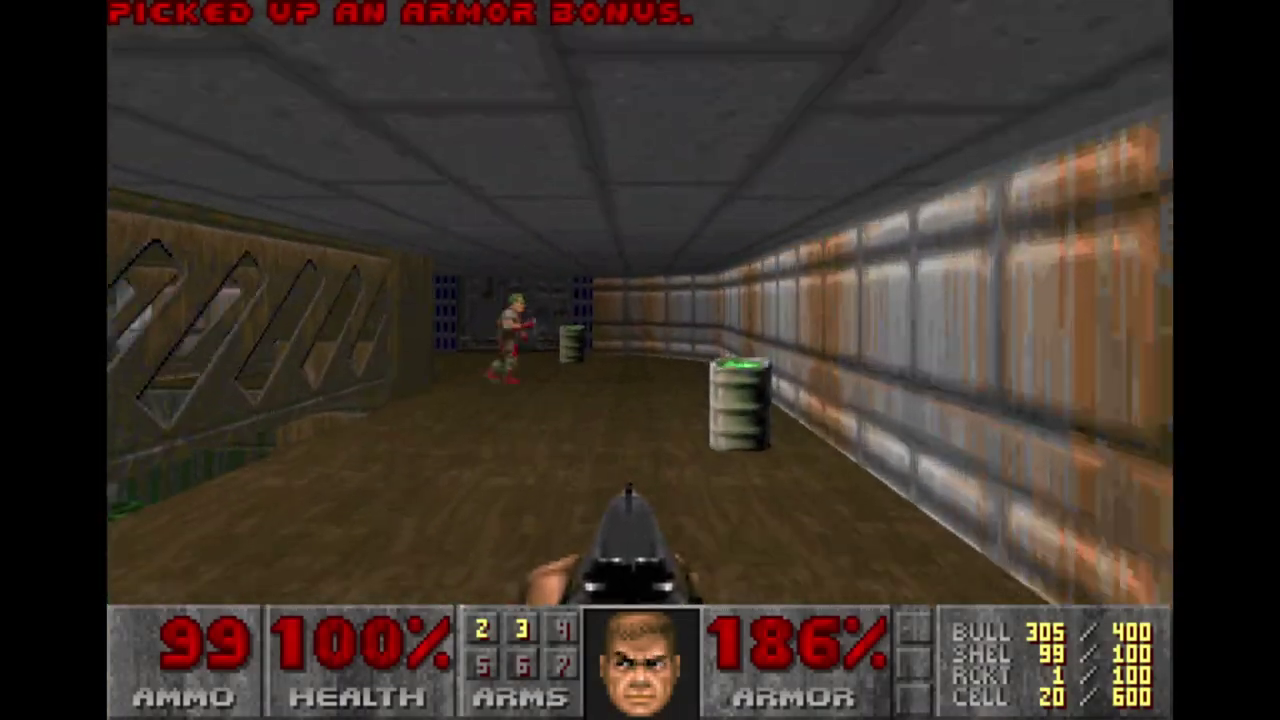 PICKED UP AN ARMOR BONUS.
99 100% 2 3 4 186% BULL 305 / 400
SHEL 99 / 100
5 6 7 RCKT 1 / 100
AMMO HEALTH ARMS ARMOR CELL 20 / 600